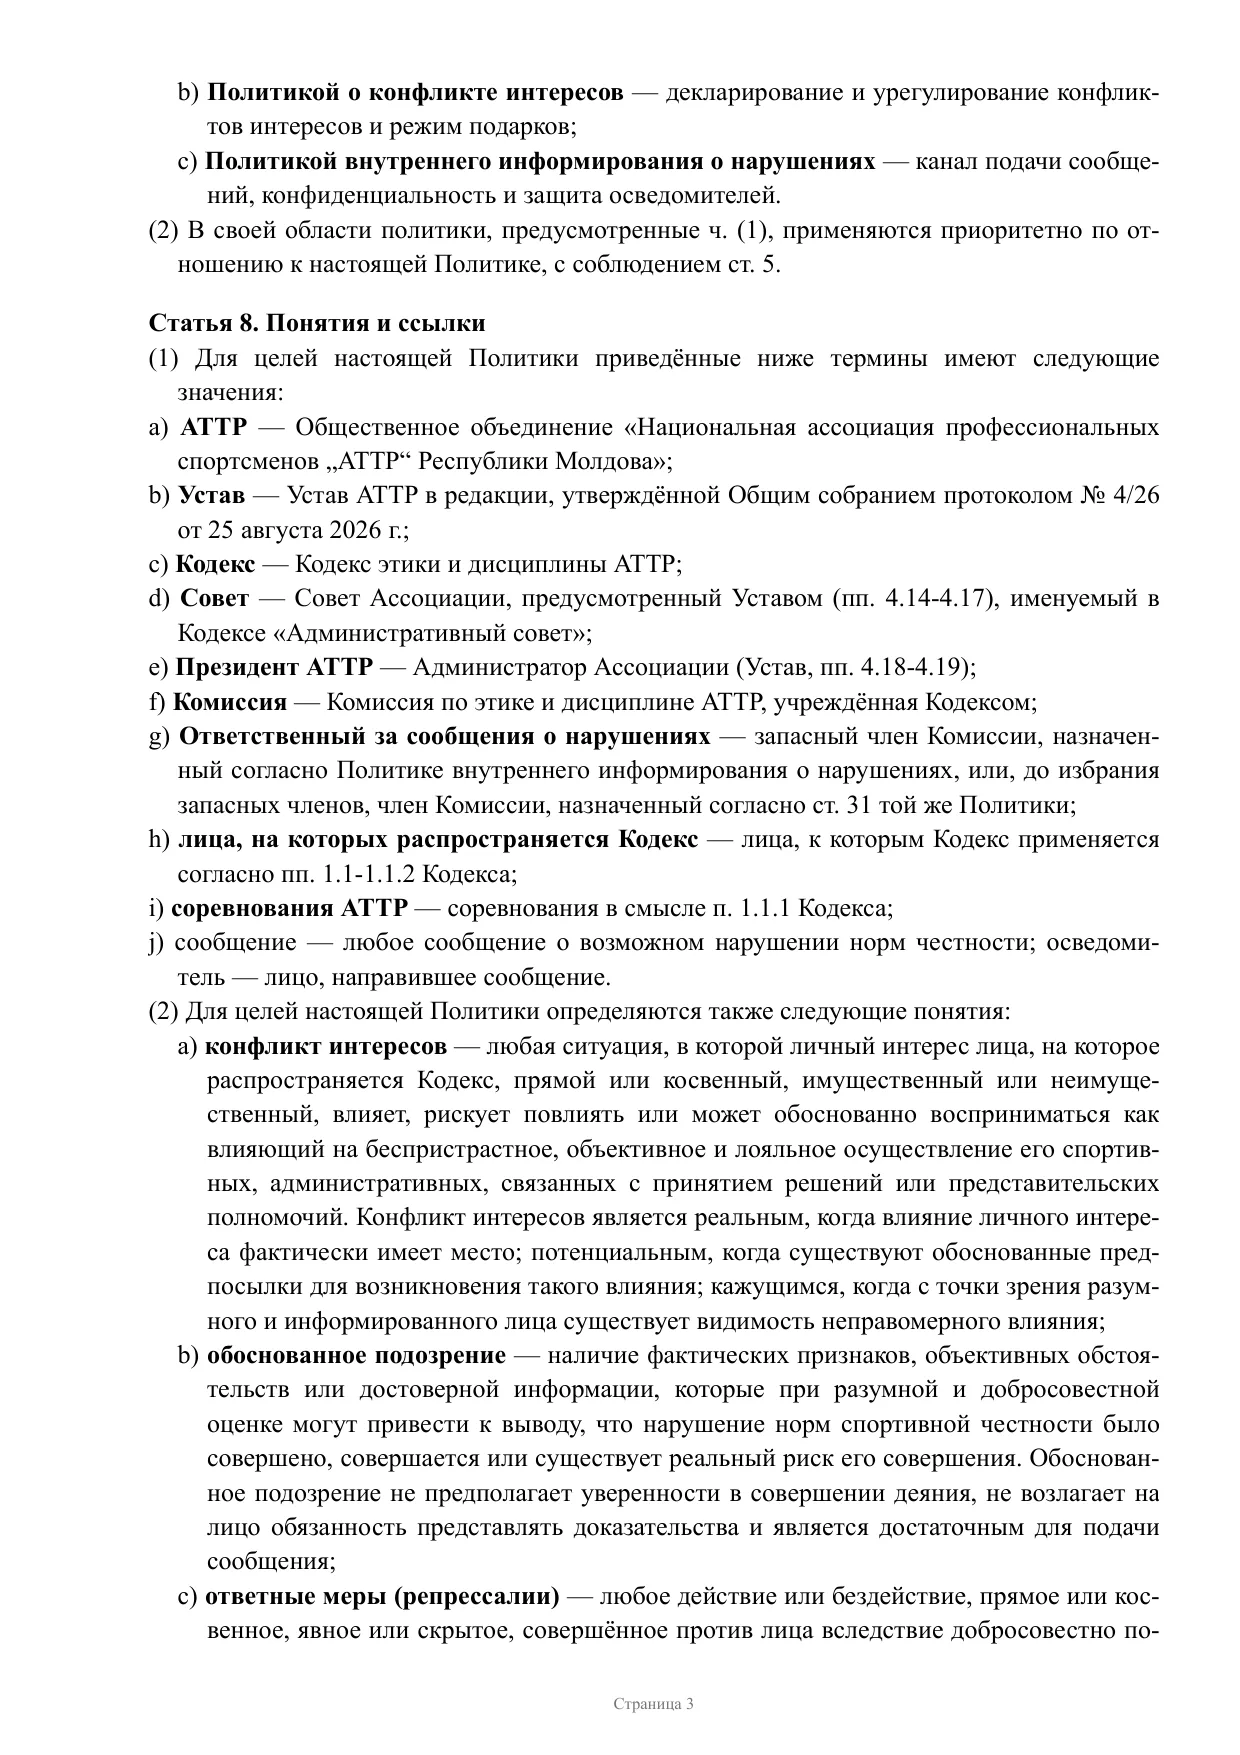 b) Политикой о конфликте интересов — декларирование и урегулирование конфлик-
тов интересов и режим подарков;
c) Политикой внутреннего информирования о нарушениях — канал подачи сообще-
ний, конфиденциальность и защита осведомителей.
(2) В своей области политики, предусмотренные ч. (1), применяются приоритетно по от-
ношению к настоящей Политике, с соблюдением ст. 5.
Статья 8. Понятия и ссылки
(1) Для целей настоящей Политики приведённые ниже термины имеют следующие
значения:
a) ATTP — Общественное объединение «Национальная ассоциация профессиональных
спортсменов „ATTP“ Республики Молдова»;
b) Устав — Устав ATTP в редакции, утверждённой Общим собранием протоколом № 4/26
от 25 августа 2026 г.;
c) Кодекс — Кодекс этики и дисциплины ATTP;
d) Совет — Совет Ассоциации, предусмотренный Уставом (пп. 4.14-4.17), именуемый в
Кодексе «Административный совет»;
e) Президент ATTP — Администратор Ассоциации (Устав, пп. 4.18-4.19);
f) Комиссия — Комиссия по этике и дисциплине ATTP, учреждённая Кодексом;
g) Ответственный за сообщения о нарушениях — запасный член Комиссии, назначен-
ный согласно Политике внутреннего информирования о нарушениях, или, до избрания
запасных членов, член Комиссии, назначенный согласно ст. 31 той же Политики;
h) лица, на которых распространяется Кодекс — лица, к которым Кодекс применяется
согласно пп. 1.1-1.1.2 Кодекса;
i) соревнования ATTP — соревнования в смысле п. 1.1.1 Кодекса;
j) сообщение — любое сообщение о возможном нарушении норм честности; осведоми-
тель — лицо, направившее сообщение.
(2) Для целей настоящей Политики определяются также следующие понятия:
a) конфликт интересов — любая ситуация, в которой личный интерес лица, на которое
распространяется Кодекс, прямой или косвенный, имущественный или неимуще-
ственный, влияет, рискует повлиять или может обоснованно восприниматься как
влияющий на беспристрастное, объективное и лояльное осуществление его спортив-
ных, административных, связанных с принятием решений или представительских
полномочий. Конфликт интересов является реальным, когда влияние личного интере-
са фактически имеет место; потенциальным, когда существуют обоснованные пред-
посылки для возникновения такого влияния; кажущимся, когда с точки зрения разум-
ного и информированного лица существует видимость неправомерного влияния;
b) обоснованное подозрение — наличие фактических признаков, объективных обстоя-
тельств или достоверной информации, которые при разумной и добросовестной
оценке могут привести к выводу, что нарушение норм спортивной честности было
совершено, совершается или существует реальный риск его совершения. Обоснован-
ное подозрение не предполагает уверенности в совершении деяния, не возлагает на
лицо обязанность представлять доказательства и является достаточным для подачи
сообщения;
c) ответные меры (репрессалии) — любое действие или бездействие, прямое или кос-
венное, явное или скрытое, совершённое против лица вследствие добросовестно по-
Страница 3